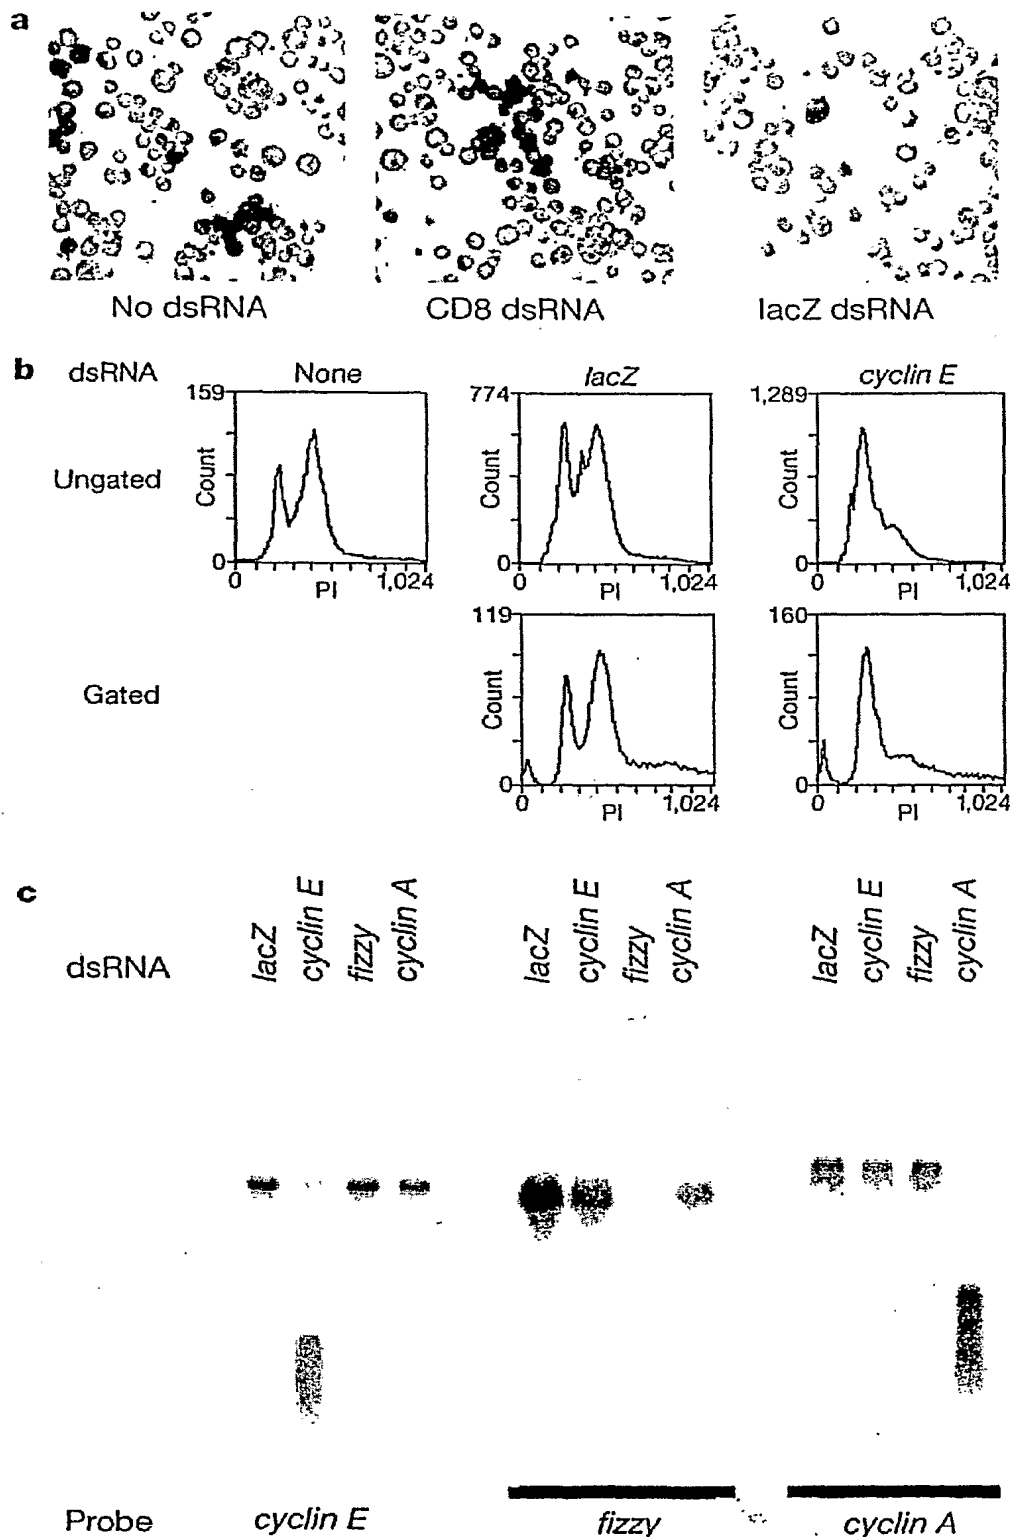 a
No dsRNA CD8 dsRNA lacZ dsRNA
b dsRNA None lacZ cyclin E
159 774 1,289
Ungated Count Count Count
0 0 0
0 PI 1,024 0 PI 1,024 0 PI 1,024
119 160
Gated Count Count
0 0
0 PI 1,024 0 PI 1,024
c
dsRNA lacZ cyclin E fizzy cyclin A lacZ cyclin E fizzy cyclin A lacZ cyclin E fizzy cyclin A
Probe cyclin E fizzy cyclin A